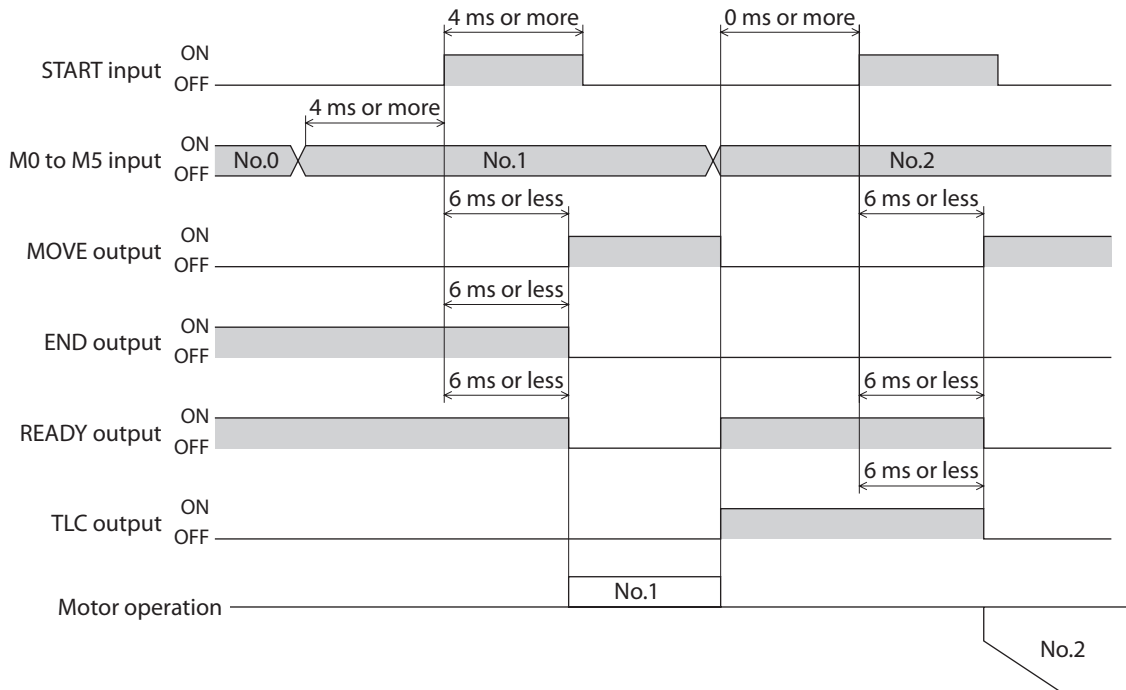 4 ms or more
0 ms or more
START input
ON
OFF
4 ms or more
M0 to M5 input
ON
OFF
No.0
No.1
No.2
6 ms or less
6 ms or less
MOVE output
ON
OFF
6 ms or less
END output
ON
OFF
6 ms or less
6 ms or less
READY output
ON
OFF
6 ms or less
TLC output
ON
OFF
Motor operation
No.1
No.2